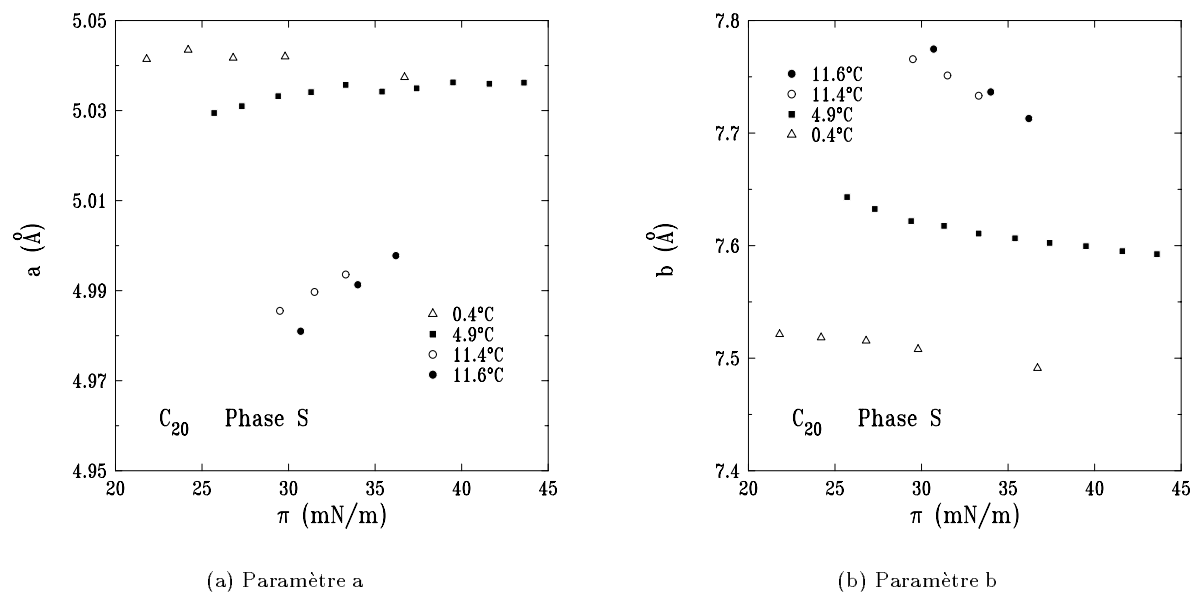 5.05
5.03
5.01
4.99
4.97
4.95
a (Å)
0.4°C
4.9°C
11.4°C
11.6°C
C20 Phase S
20 25 30 35 40 45
π (mN/m)
(a) Paramètre a
7.8
7.7
7.6
7.5
7.4
b (Å)
11.6°C
11.4°C
4.9°C
0.4°C
C20 Phase S
20 25 30 35 40 45
π (mN/m)
(b) Paramètre b